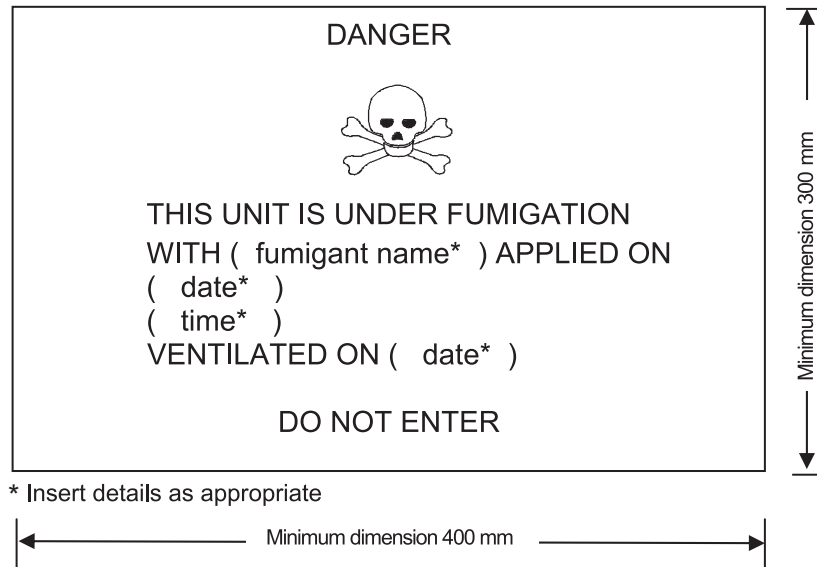 DANGER
THIS UNIT IS UNDER FUMIGATION
WITH ( fumigant name* ) APPLIED ON
( date* )
( time* )
VENTILATED ON ( date* )
DO NOT ENTER
Minimum dimension 300 mm
* Insert details as appropriate
Minimum dimension 400 mm